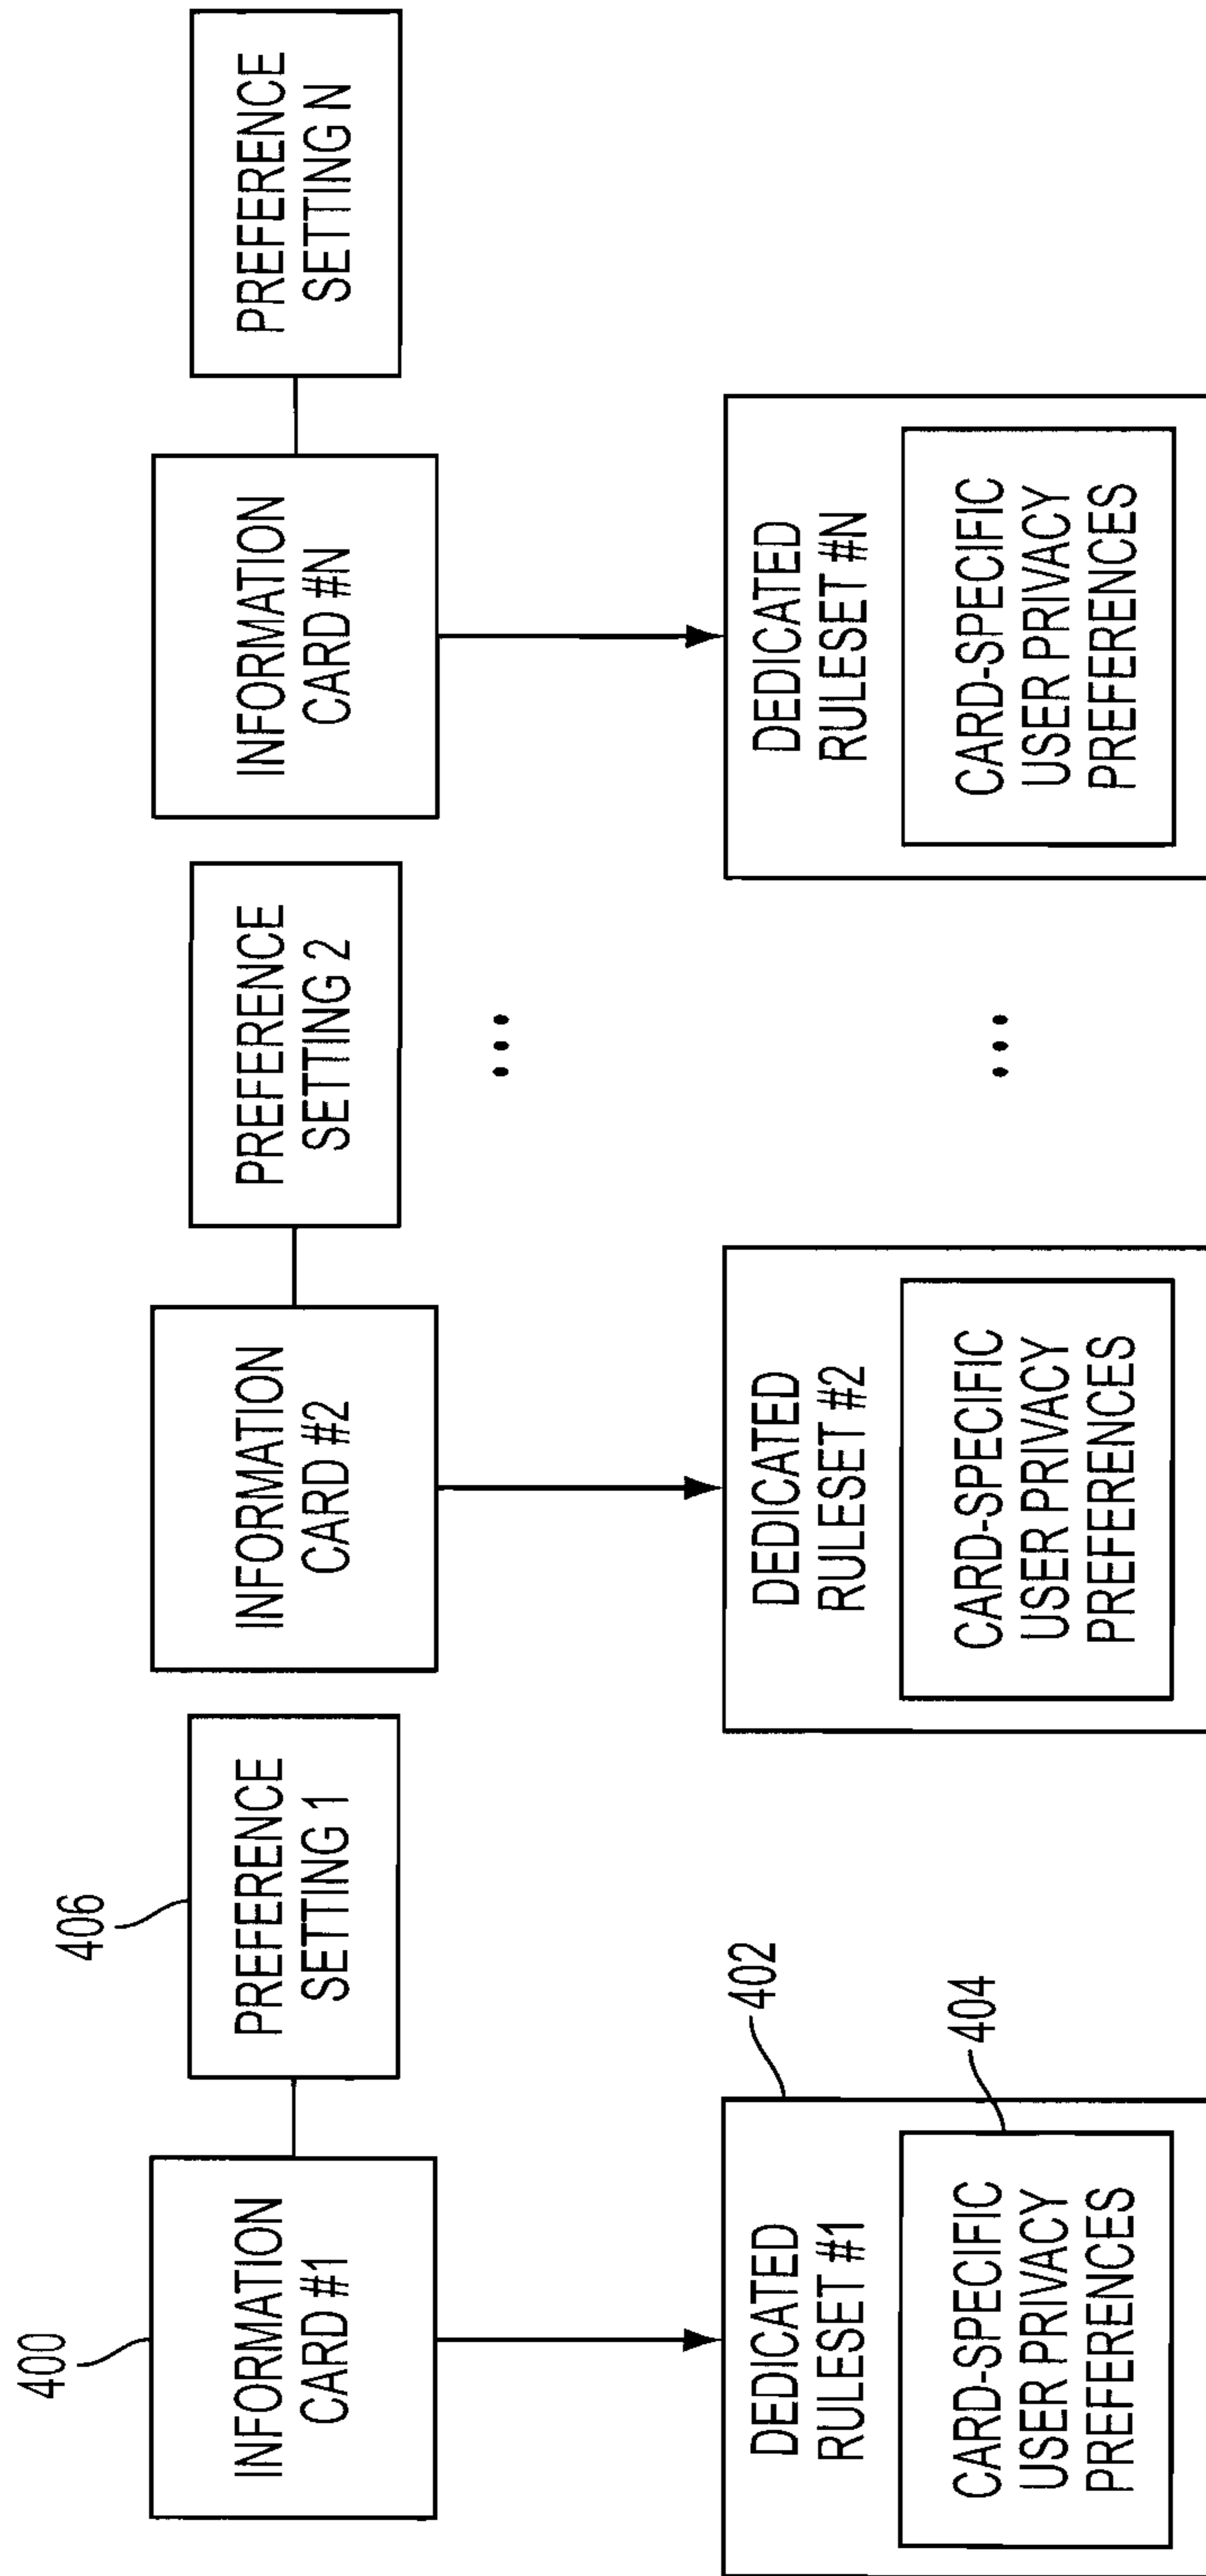 400
INFORMATION
CARD #1
406
PREFERENCE
SETTING 1
INFORMATION
CARD #2
PREFERENCE
SETTING 2
INFORMATION
CARD #N
PREFERENCE
SETTING N
402
DEDICATED
RULESET #1
404
CARD-SPECIFIC
USER PRIVACY
PREFERENCES
DEDICATED
RULESET #2
CARD-SPECIFIC
USER PRIVACY
PREFERENCES
DEDICATED
RULESET #N
CARD-SPECIFIC
USER PRIVACY
PREFERENCES